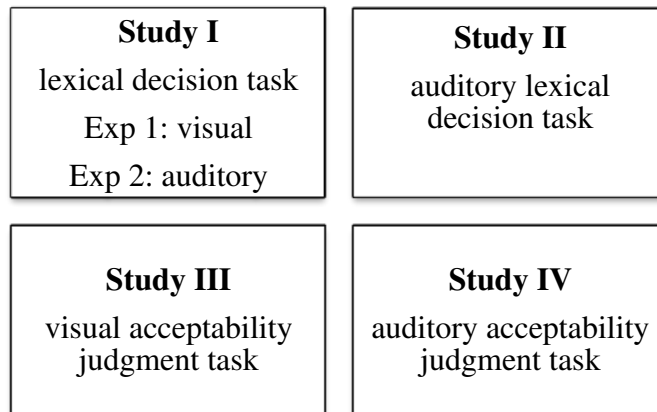 Study I
lexical decision task
Exp 1: visual
Exp 2: auditory
Study II
auditory lexical
decision task
Study III
visual acceptability
judgment task
Study IV
auditory acceptability
judgment task